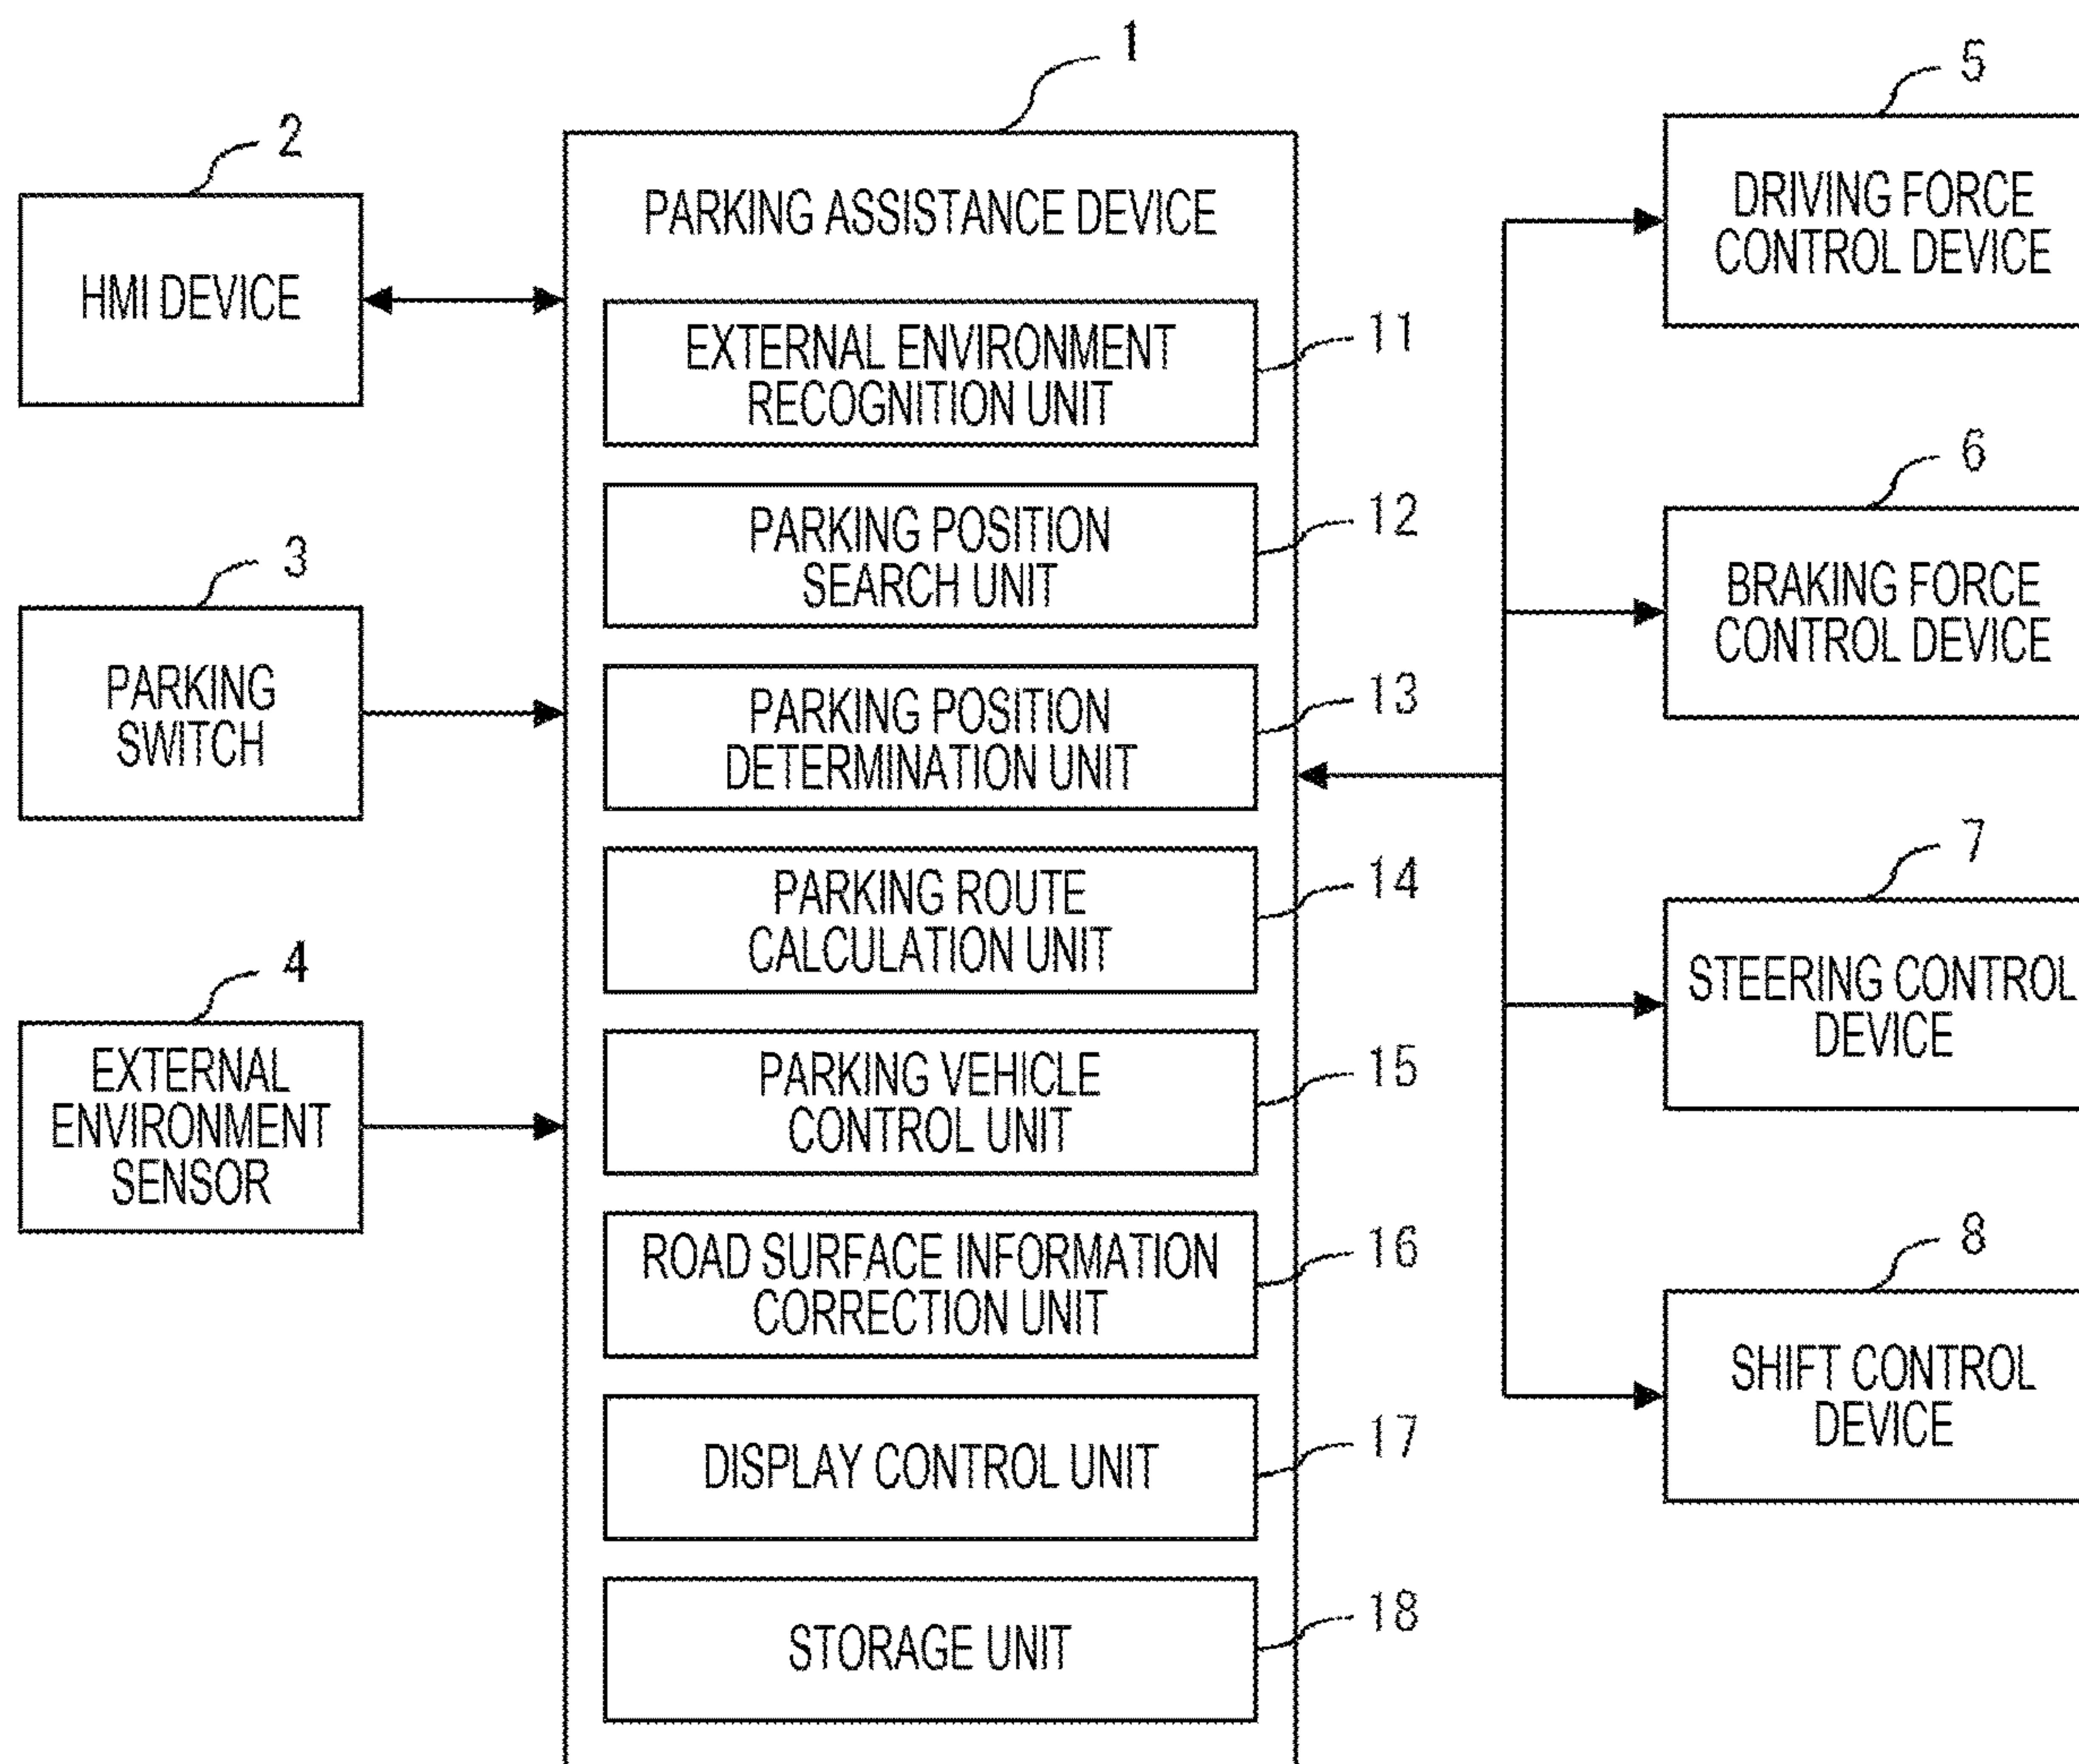 1
2
HMI DEVICE
3
PARKING
SWITCH
4
EXTERNAL
ENVIRONMENT
SENSOR
PARKING ASSISTANCE DEVICE
EXTERNAL ENVIRONMENT
RECOGNITION UNIT
11
PARKING POSITION
SEARCH UNIT
12
PARKING POSITION
DETERMINATION UNIT
13
PARKING ROUTE
CALCULATION UNIT
14
PARKING VEHICLE
CONTROL UNIT
15
ROAD SURFACE INFORMATION
CORRECTION UNIT
16
DISPLAY CONTROL UNIT
17
STORAGE UNIT
18
5
DRIVING FORCE
CONTROL DEVICE
6
BRAKING FORCE
CONTROL DEVICE
7
STEERING CONTROL
DEVICE
8
SHIFT CONTROL
DEVICE